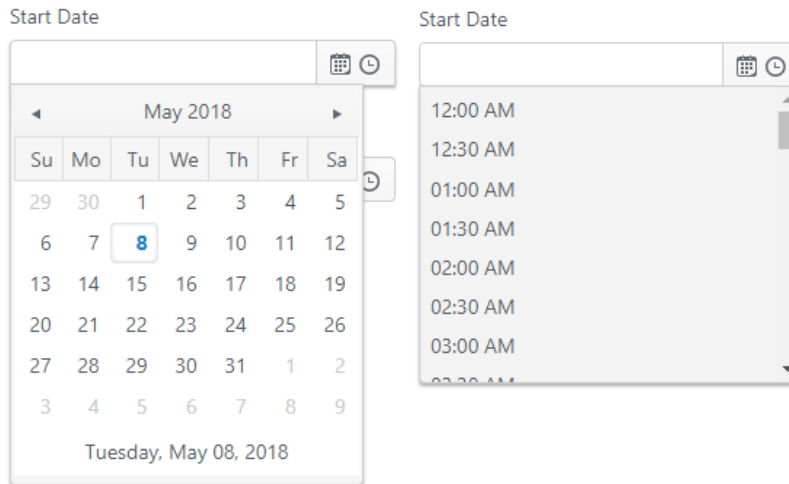 Start Date
May 2018
Su Mo Tu We Th Fr Sa
29 30 1 2 3 4 5
6 7 8 9 10 11 12
13 14 15 16 17 18 19
20 21 22 23 24 25 26
27 28 29 30 31 1 2
3 4 5 6 7 8 9
Tuesday, May 08, 2018
Start Date
12:00 AM
12:30 AM
01:00 AM
01:30 AM
02:00 AM
02:30 AM
03:00 AM
03:30 AM